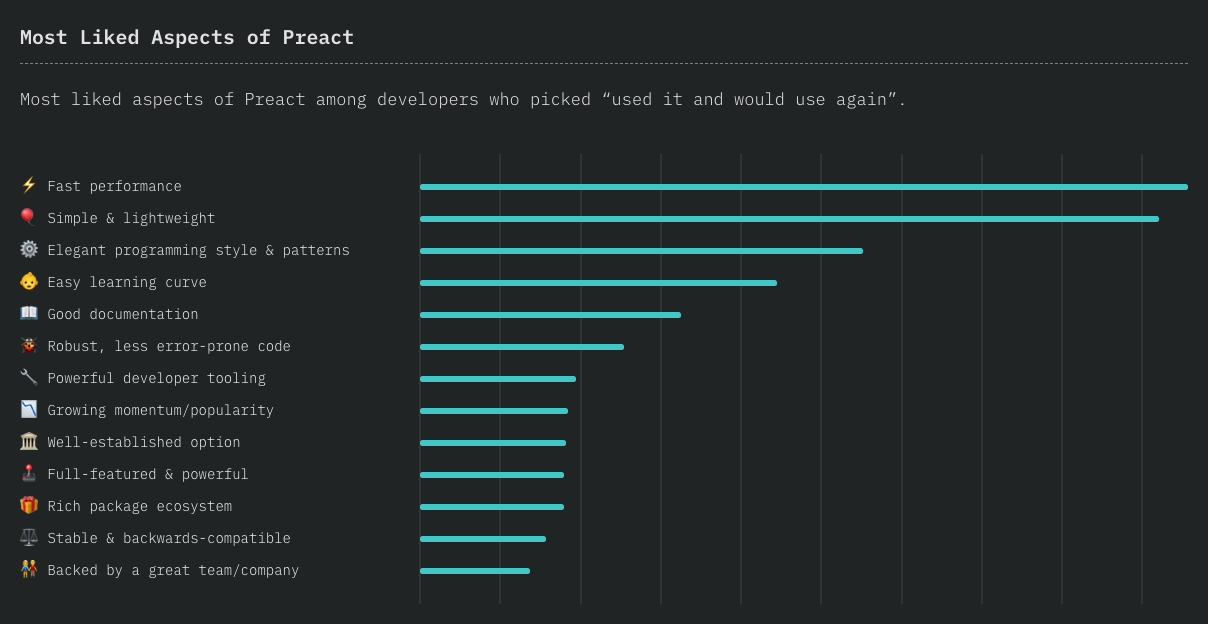 Most Liked Aspects of Preact
Most liked aspects of Preact among developers who picked “used it and would use again”.
Fast performance
Simple & lightweight
Elegant programming style & patterns
Easy learning curve
Good documentation
Robust, less error-prone code
Powerful developer tooling
Growing momentum/popularity
Well-established option
Full-featured & powerful
Rich package ecosystem
Stable & backwards-compatible
Backed by a great team/company